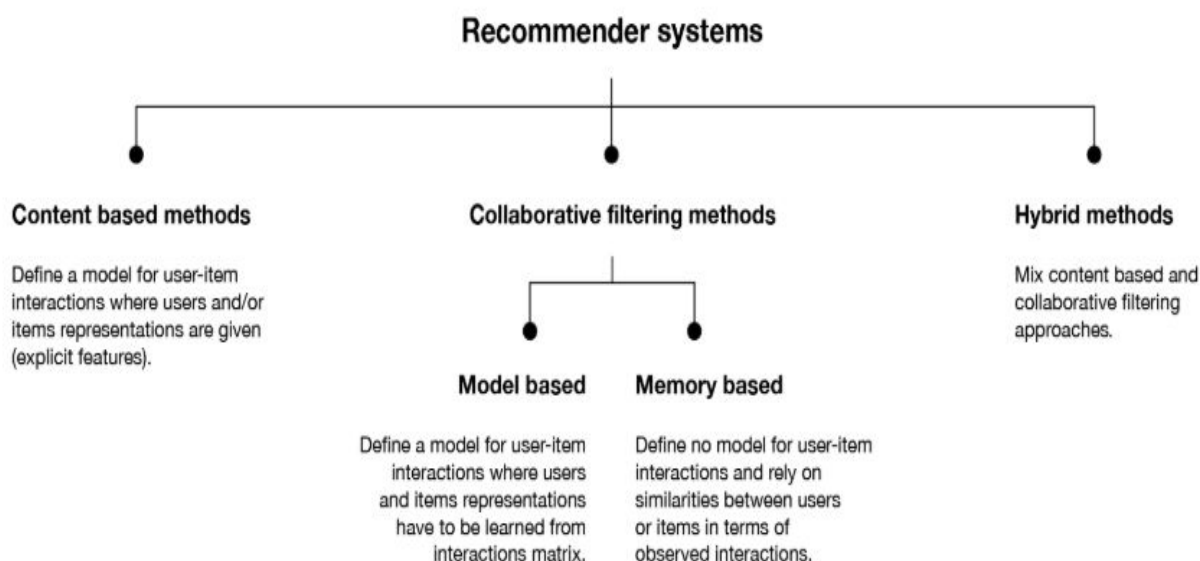 Recommender systems
Content based methods
Define a model for user-item
interactions where users and/or
items representations are given
(explicit features).
Collaborative filtering methods
Model based
Define a model for user-item
interactions where users
and items representations
have to be learned from
interactions matrix.
Memory based
Define no model for user-item
interactions and rely on
similarities between users
or items in terms of
observed interactions.
Hybrid methods
Mix content based and
collaborative filtering
approaches.